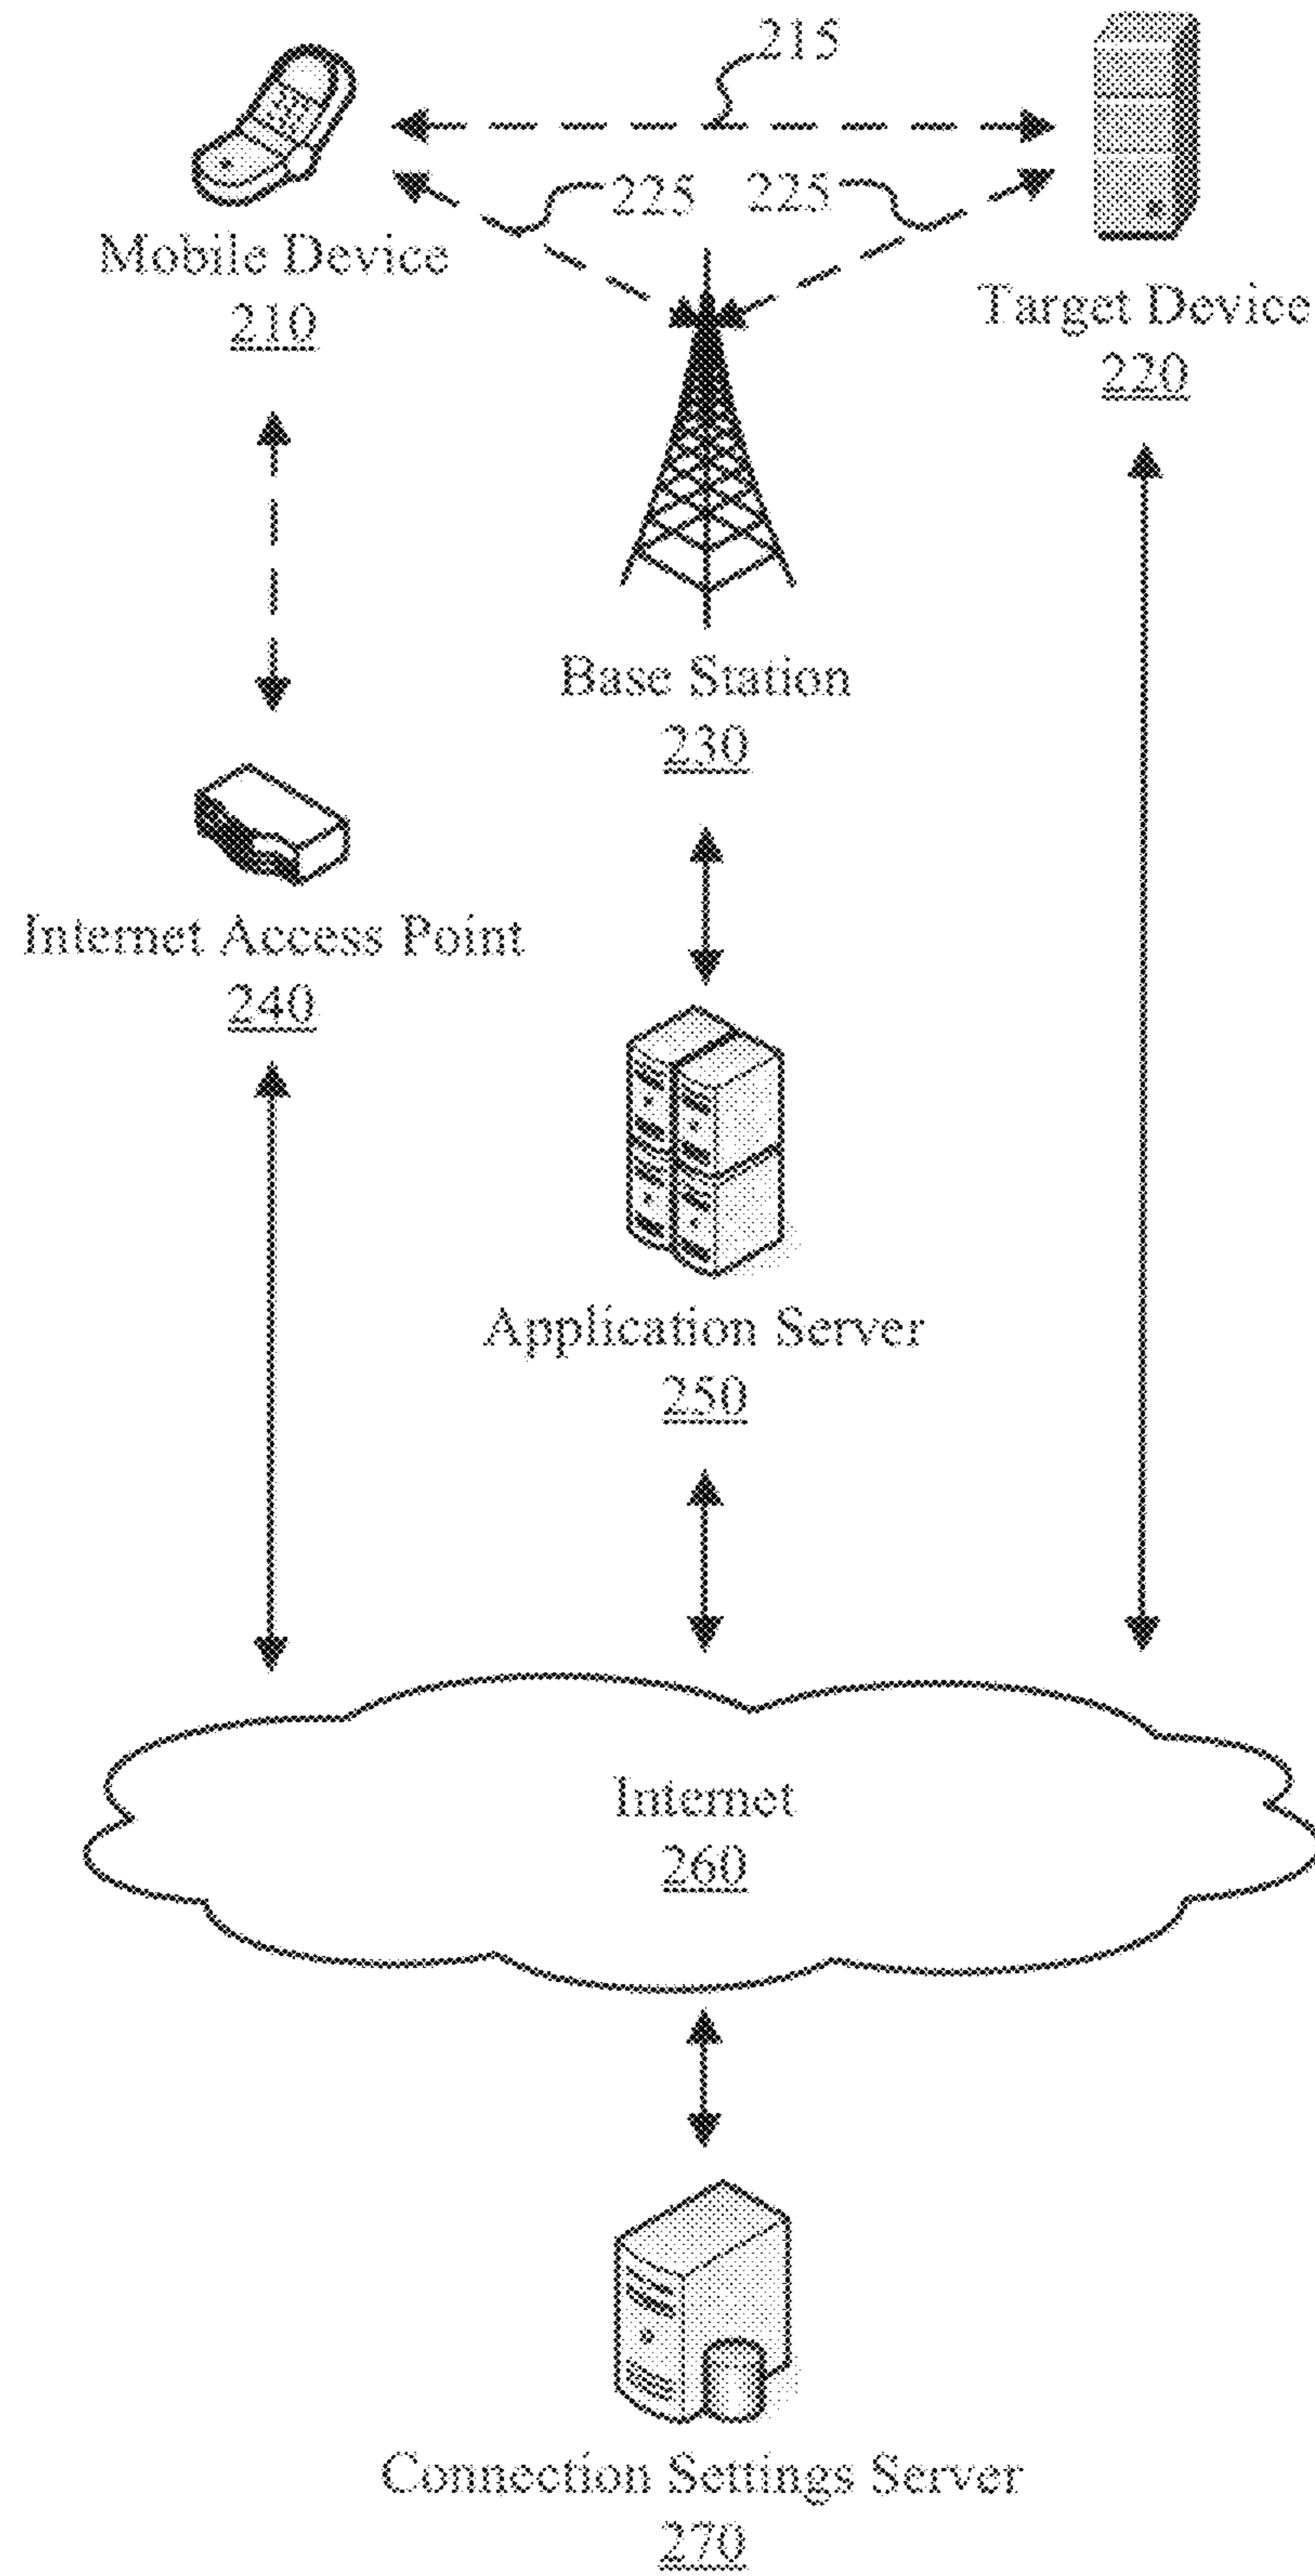 215
225 225
Mobile Device
210
Target Device
220
Base Station
230
Internet Access Point
240
Application Server
250
Internet
260
Connection Settings Server
270